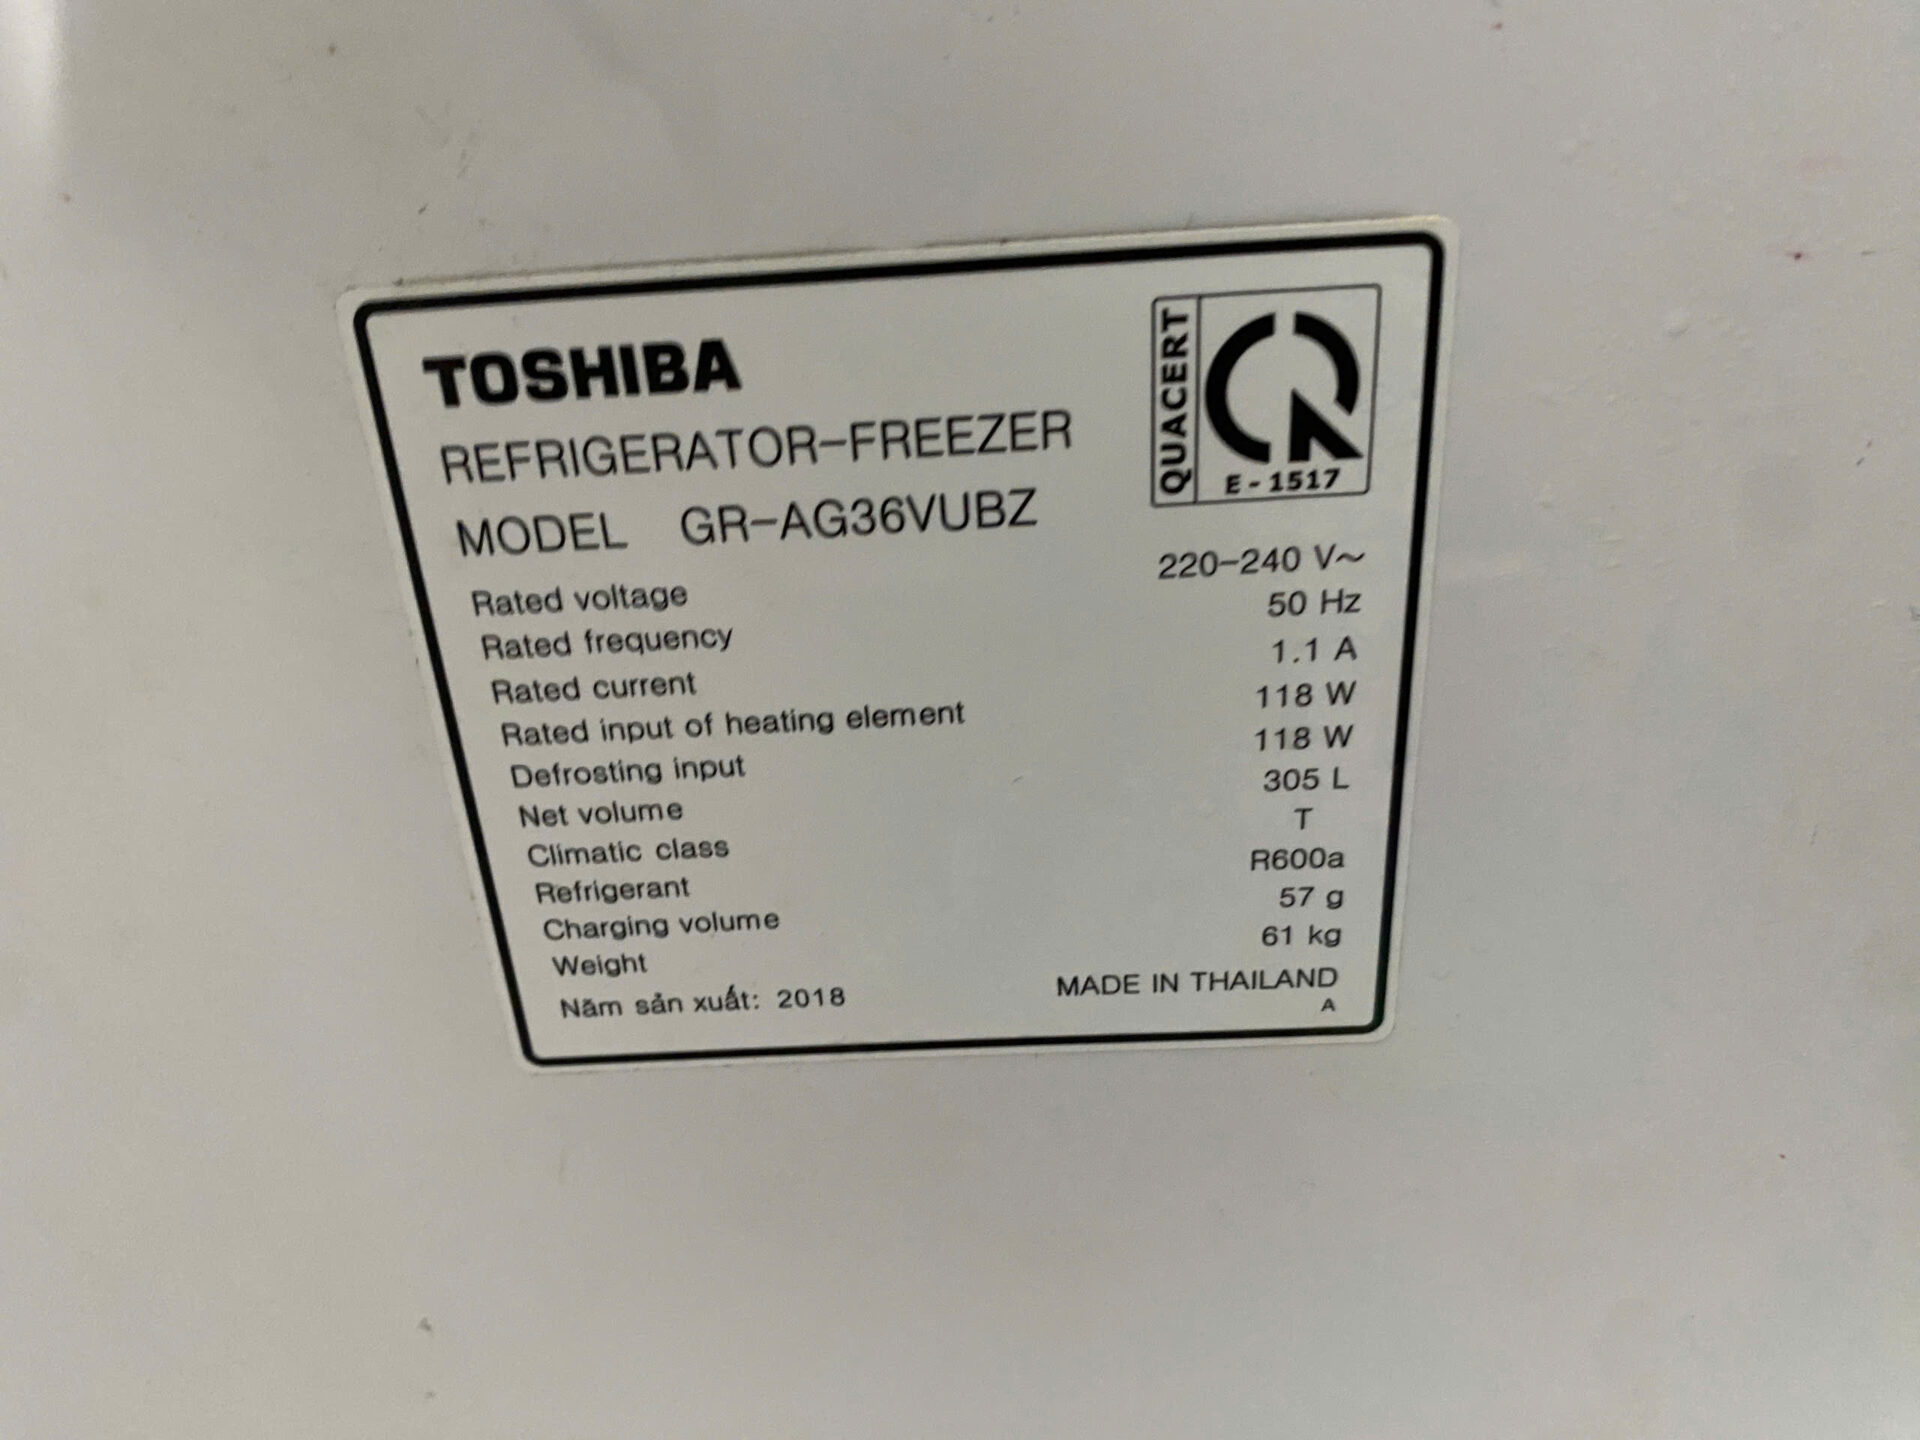 TOSHIBA
REFRIGERATOR-FREEZER
MODEL GR-AG36VUBZ
QUACERT
E-1517
Rated voltage 220-240 V~
Rated frequency 50 Hz
Rated current 1.1 A
Rated input of heating element 118 W
Defrosting input 118 W
Net volume 305 L
Climatic class T
Refrigerant R600a
Charging volume 57 g
Weight 61 kg
Năm sản xuất: 2018 MADE IN THAILAND
A